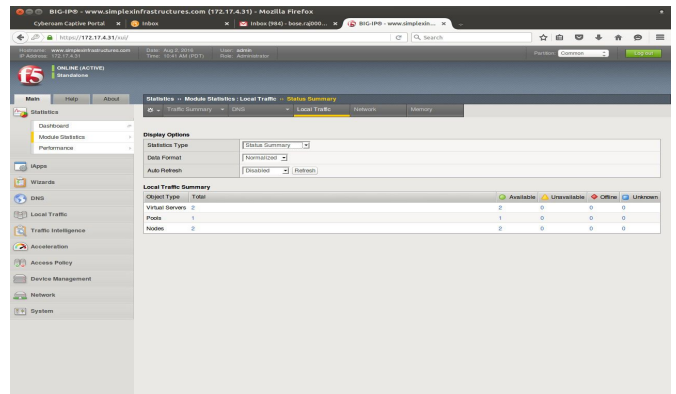 BIG-IP® - www.simplexinfrastructures.com (172.17.4.31) - Mozilla Firefox
Cyberoam Captive Portal × Inbox × Inbox (984) - bose.raj000... × BIG-IP® - www.simplexin... ×
https://172.17.4.31/xui/ Search
Hostname: www.simplexinfrastructures.com Date: Aug 2, 2016 User: admin
IP Address: 172.17.4.31 Time: 10:41 AM (PDT) Role: Administrator
Partition: Common Log out
f5 ONLINE (ACTIVE)
Standalone
Main Help About
Statistics » Module Statistics : Local Traffic » Status Summary
Traffic Summary DNS Local Traffic Network Memory
Statistics
Dashboard
Module Statistics
Performance
iApps
Wizards
DNS
Local Traffic
Traffic Intelligence
Acceleration
Access Policy
Device Management
Network
System
Display Options
Statistics Type Status Summary
Data Format Normalized
Auto Refresh Disabled Refresh
Local Traffic Summary
Object Type Total Available Unavailable Offline Unknown
Virtual Servers 2 2 0 0 0
Pools 1 1 0 0 0
Nodes 2 2 0 0 0